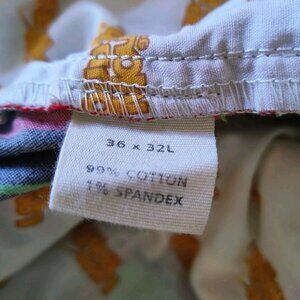 36 x 32L
99% COTTON
1% SPANDEX